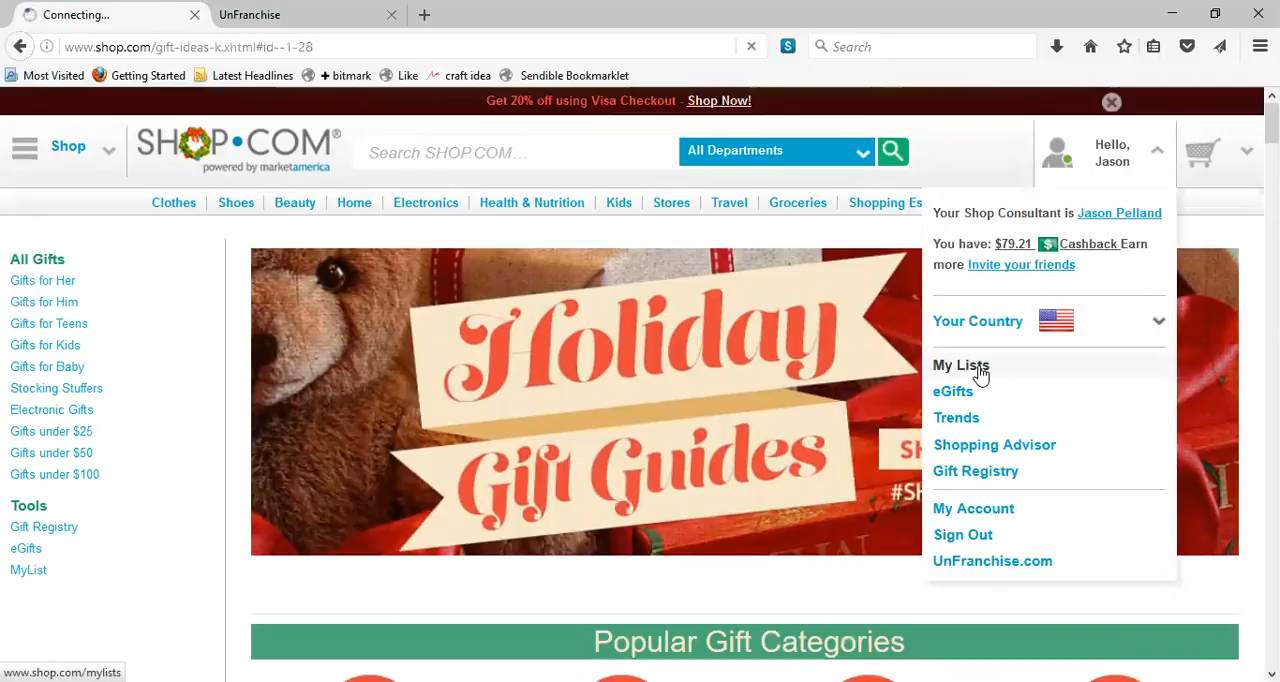 Connecting...
UnFranchise
www.shop.com/gift-ideas-k.xhtml#id--1-28
Search
Most Visited Getting Started Latest Headlines + bitmark Like craft idea Sendible Bookmarklet
Get 20% off using Visa Checkout - Shop Now!
Shop
SHOP•COM®
powered by marketamerica
Search SHOP.COM...
All Departments
Hello,
Jason
Clothes Shoes Beauty Home Electronics Health & Nutrition Kids Stores Travel Groceries Shopping Es
Your Shop Consultant is Jason Pelland
You have: $79.21 $ Cashback Earn
more Invite your friends
Your Country
My Lists
eGifts
Trends
Shopping Advisor
Gift Registry
My Account
Sign Out
UnFranchise.com
All Gifts
Gifts for Her
Gifts for Him
Gifts for Teens
Gifts for Kids
Gifts for Baby
Stocking Stuffers
Electronic Gifts
Gifts under $25
Gifts under $50
Gifts under $100
Tools
Gift Registry
eGifts
MyList
Holiday
Gift Guides
Popular Gift Categories
www.shop.com/mylists